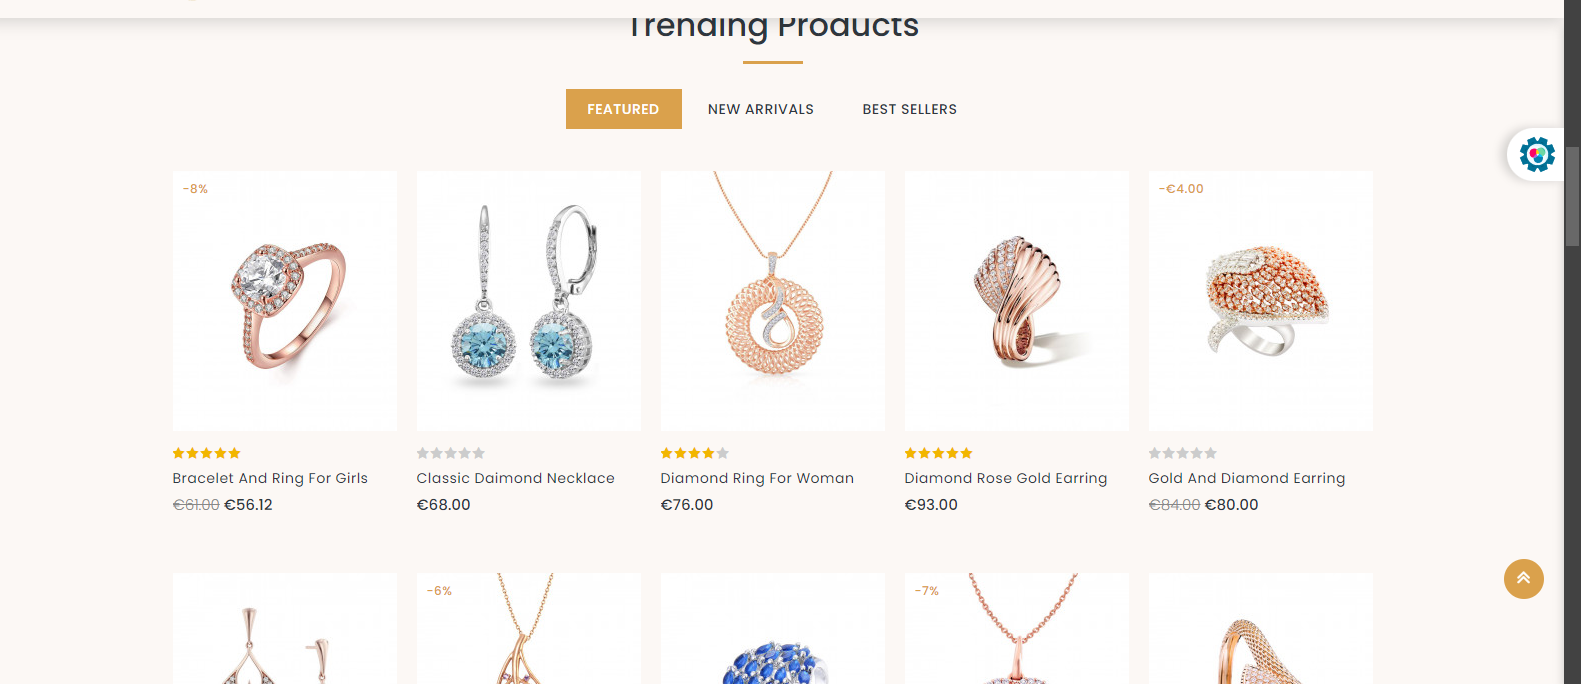 Trending Products
FEATURED NEW ARRIVALS BEST SELLERS
-8%
-€4.00
Bracelet And Ring For Girls
€61.00 €56.12
Classic Daimond Necklace
€68.00
Diamond Ring For Woman
€76.00
Diamond Rose Gold Earring
€93.00
Gold And Diamond Earring
€84.00 €80.00
-6%
-7%